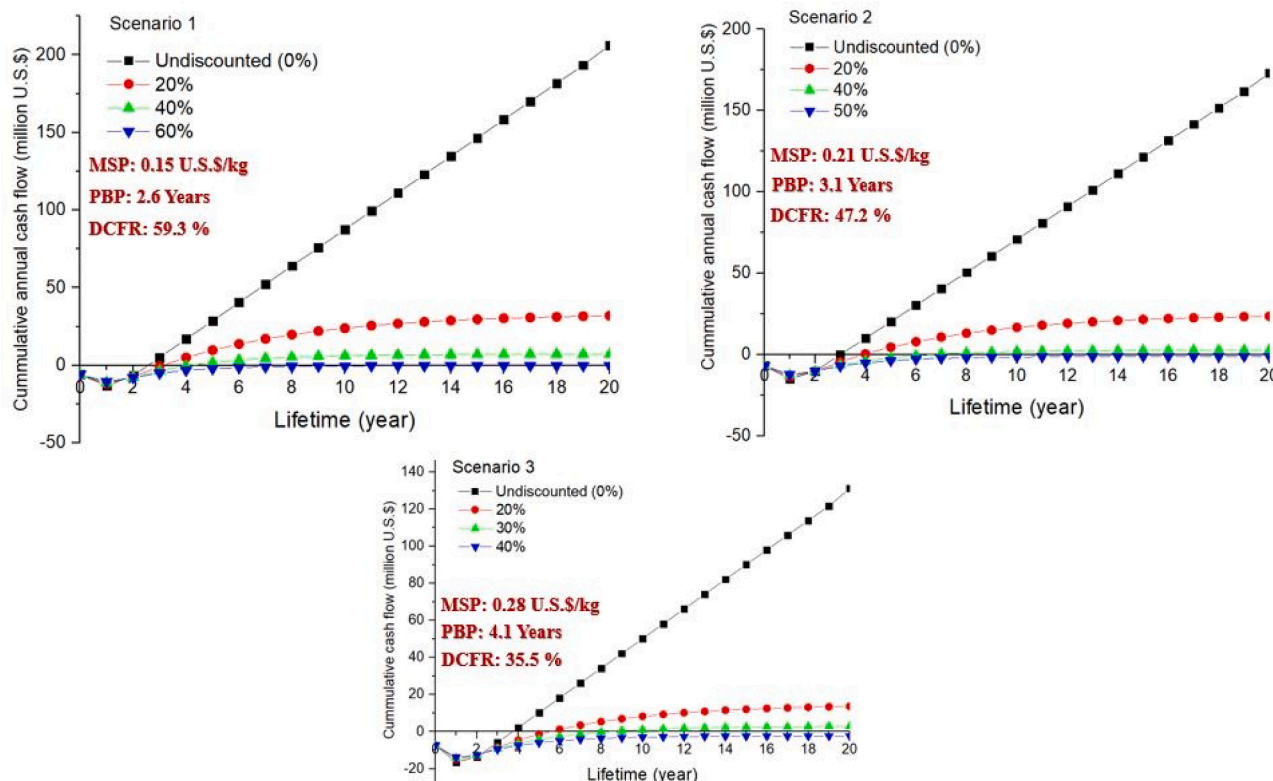 Scenario 1
Undiscounted (0%)
20%
40%
60%
MSP: 0.15 U.S.$/kg
PBP: 2.6 Years
DCFR: 59.3 %
Cummulative annual cash flow (million U.S.$)
200
150
100
50
0
-50
0 2 4 6 8 10 12 14 16 18 20
Lifetime (year)
Scenario 2
Undiscounted (0%)
20%
40%
50%
MSP: 0.21 U.S.$/kg
PBP: 3.1 Years
DCFR: 47.2 %
Cummulative annual cash flow (million U.S.$)
200
150
100
50
0
-50
0 2 4 6 8 10 12 14 16 18 20
Lifetime (year)
Scenario 3
Undiscounted (0%)
20%
30%
40%
MSP: 0.28 U.S.$/kg
PBP: 4.1 Years
DCFR: 35.5 %
Cummulative cash flow (million U.S.$)
140
120
100
80
60
40
20
0
-20
0 2 4 6 8 10 12 14 16 18 20
Lifetime (year)